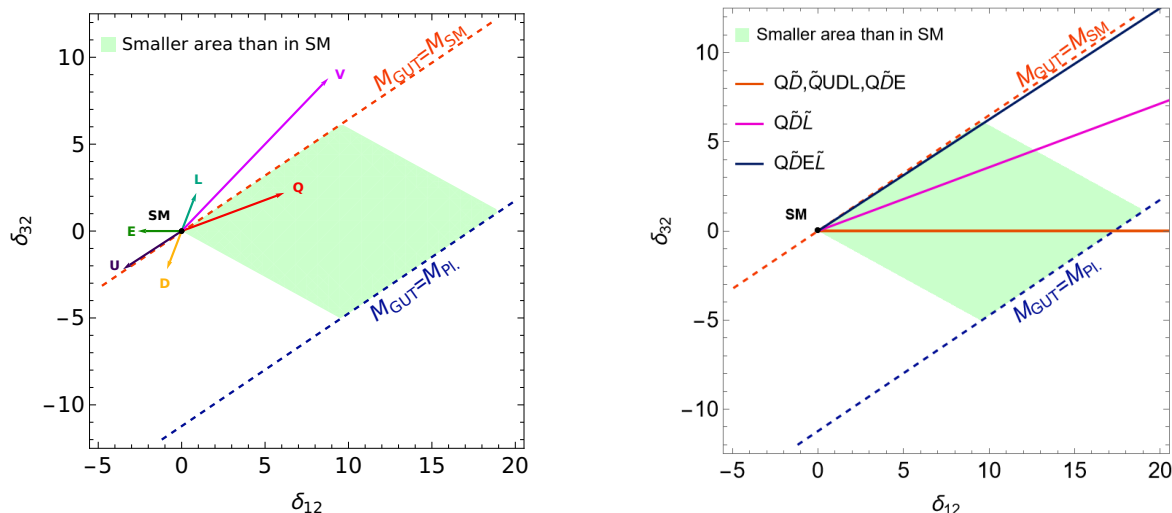 Smaller area than in SM
M_GUT=M_SM
V
L
Q
SM
E
U
D
M_GUT=M_Pl.
10
5
0
−5
−10
−5
0
5
10
15
20
δ₃₂
δ₁₂
Smaller area than in SM
M_GUT=M_SM
QD̃,Q̃UDL,QD̃E
QD̃L̃
QD̃EL̃
SM
M_GUT=M_Pl.
10
5
0
−5
−10
−5
0
5
10
15
20
δ₃₂
δ₁₂